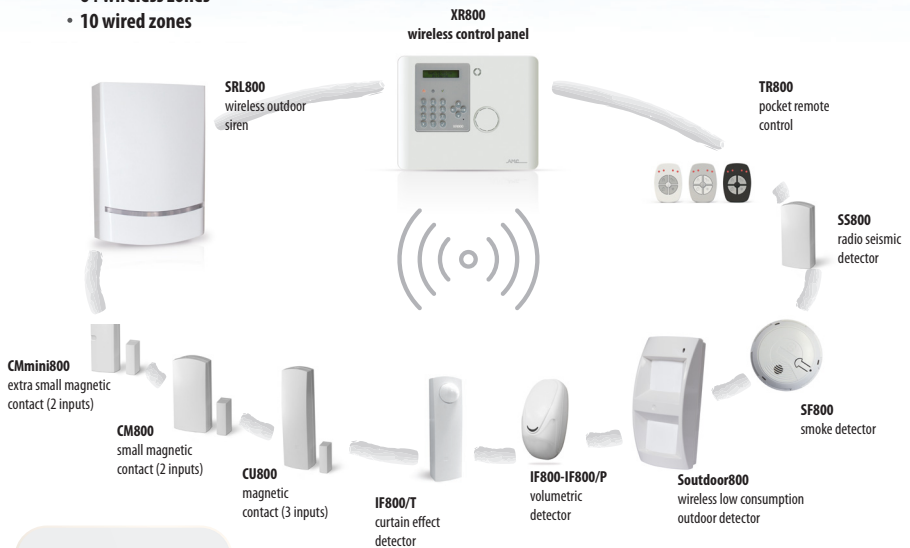 • 10 wired zones
XR800
wireless control panel
SRL800
wireless outdoor
siren
TR800
pocket remote
control
SS800
radio seismic
detector
CMmini800
extra small magnetic
contact (2 inputs)
CM800
small magnetic
contact (2 inputs)
CU800
magnetic
contact (3 inputs)
IF800/T
curtain effect
detector
IF800-IF800/P
volumetric
detector
Soutdoor800
wireless low consumption
outdoor detector
SF800
smoke detector